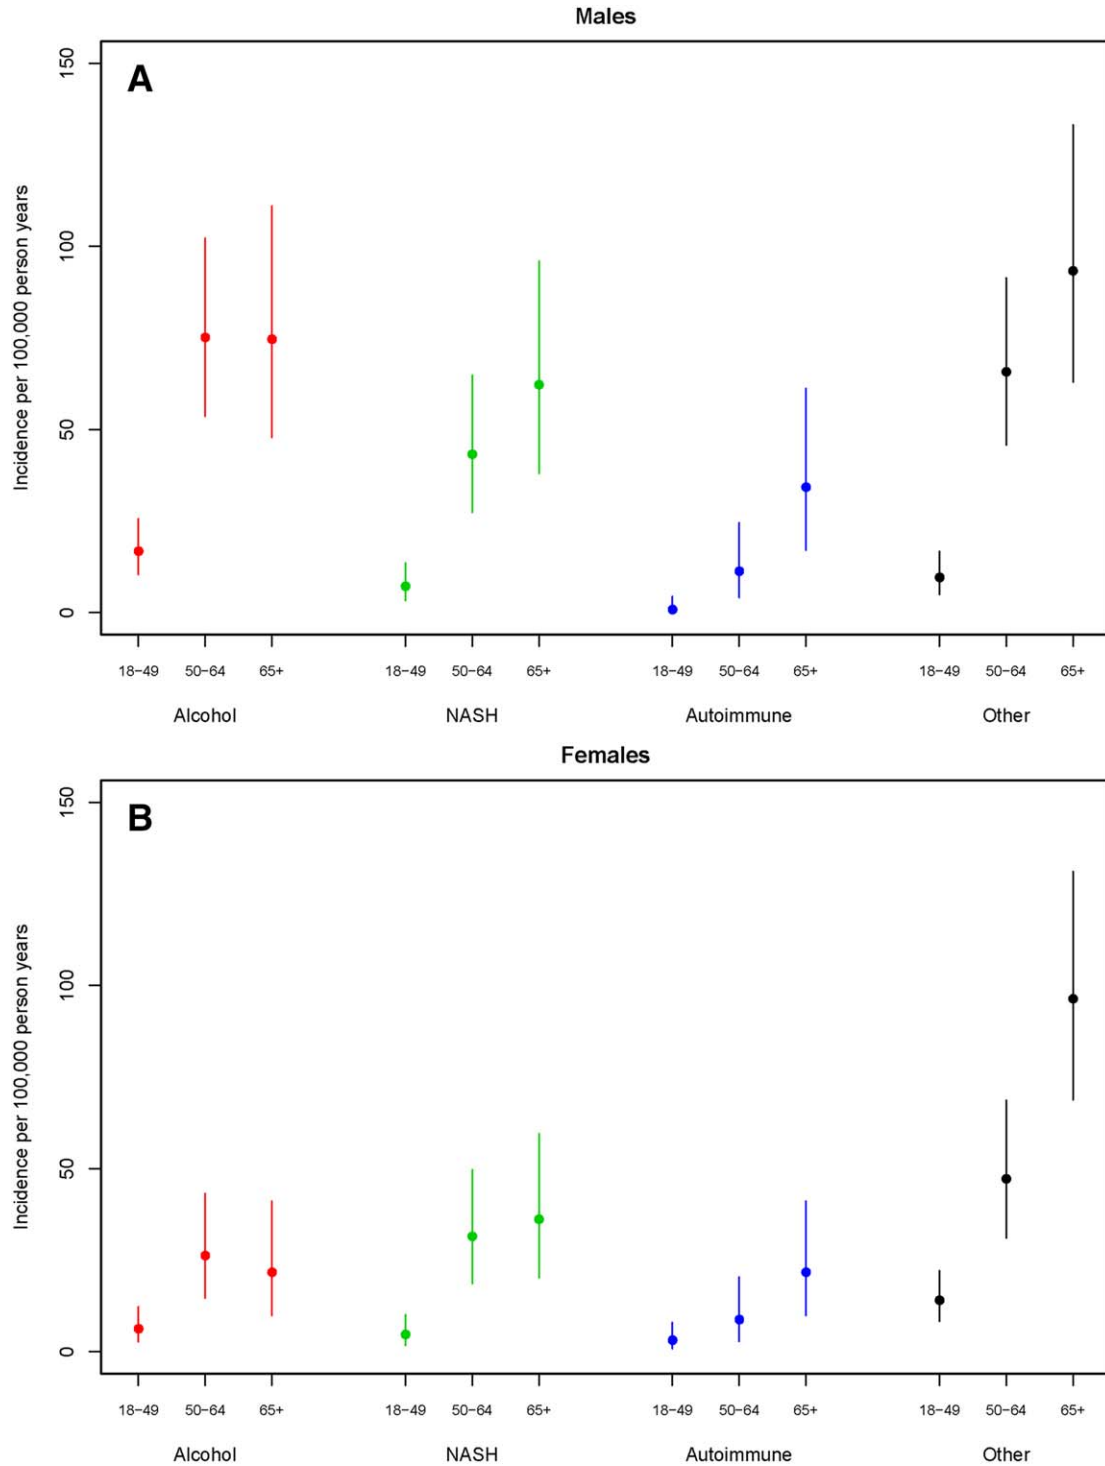 Males
A
150
100
50
0
Incidence per 100,000 person years
18–49 50–64 65+ 18–49 50–64 65+ 18–49 50–64 65+ 18–49 50–64 65+
Alcohol NASH Autoimmune Other
Females
B
150
100
50
0
Incidence per 100,000 person years
18–49 50–64 65+ 18–49 50–64 65+ 18–49 50–64 65+ 18–49 50–64 65+
Alcohol NASH Autoimmune Other